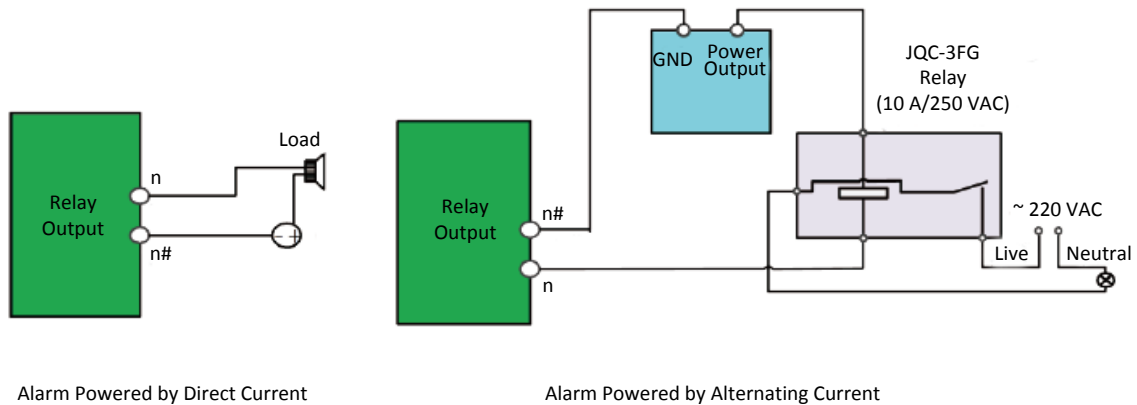 Load
n
Relay
Output
n#
Alarm Powered by Direct Current
GND
Power
Output
JQC-3FG
Relay
(10 A/250 VAC)
Relay
Output
n#
n
~ 220 VAC
Live
Neutral
Alarm Powered by Alternating Current